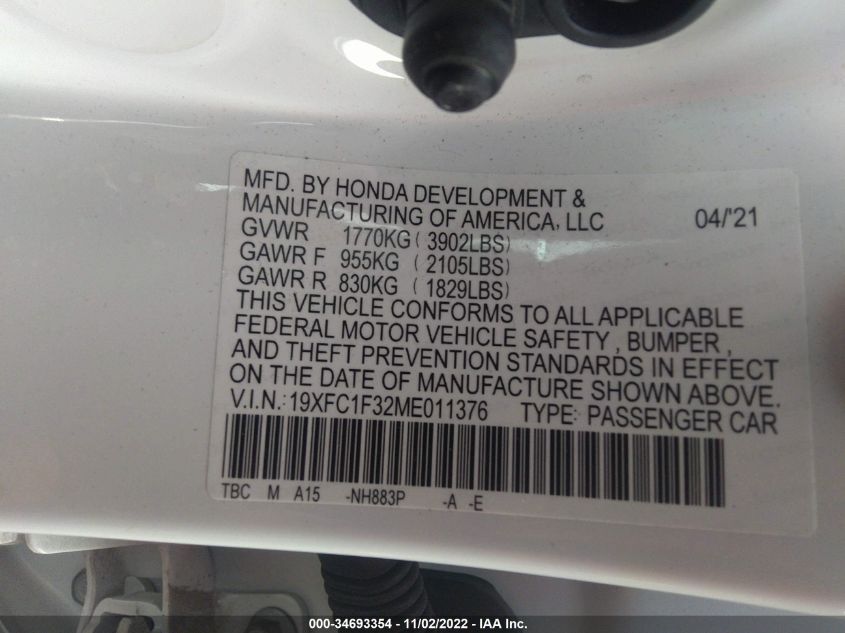 MFD. BY HONDA DEVELOPMENT &
MANUFACTURING OF AMERICA, LLC 04/'21
GVWR 1770KG ( 3902LBS)
GAWR F 955KG ( 2105LBS)
GAWR R 830KG ( 1829LBS)
THIS VEHICLE CONFORMS TO ALL APPLICABLE
FEDERAL MOTOR VEHICLE SAFETY , BUMPER ,
AND THEFT PREVENTION STANDARDS IN EFFECT
ON THE DATE OF MANUFACTURE SHOWN ABOVE.
V.I.N.: 19XFC1F32ME011376 TYPE: PASSENGER CAR
TBC M A15 -NH883P -A -E
000-34693354 - 11/02/2022 - IAA Inc.